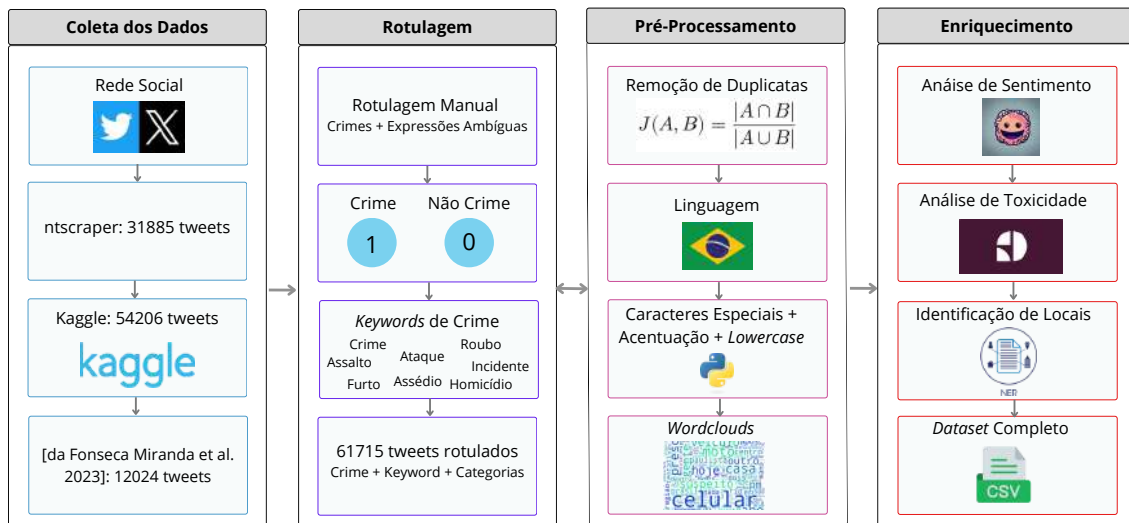 Coleta dos Dados
Rede Social
ntscraper: 31885 tweets
Kaggle: 54206 tweets
kaggle
[da Fonseca Miranda et al.
2023]: 12024 tweets
Rotulagem
Rotulagem Manual
Crimes + Expressões Ambíguas
Crime Não Crime
1 0
Keywords de Crime
Crime Ataque Roubo
Assalto Incidente
Furto Assédio Homicídio
61715 tweets rotulados
Crime + Keyword + Categorias
Pré-Processamento
Remoção de Duplicatas
J(A, B) = |A ∩ B| / |A ∪ B|
Linguagem
Caracteres Especiais +
Acentuação + Lowercase
Wordclouds
moto
outro
hoje casa
suspeito pm
celular
Enriquecimento
Anáise de Sentimento
Análise de Toxicidade
Identificação de Locais
NER
Dataset Completo
CSV